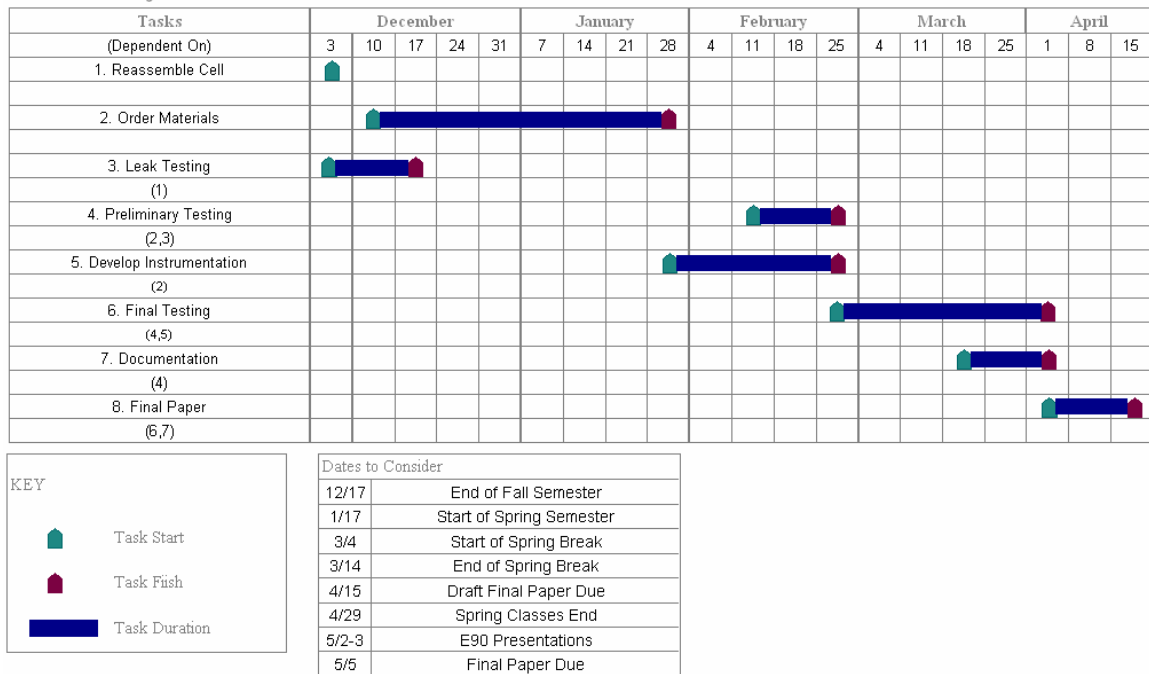 Tasks December January February March April
(Dependent On) 3 10 17 24 31 7 14 21 28 4 11 18 25 4 11 18 25 1 8 15
1. Reassemble Cell
2. Order Materials
3. Leak Testing
(1)
4. Preliminary Testing
(2,3)
5. Develop Instrumentation
(2)
6. Final Testing
(4,5)
7. Documentation
(4)
8. Final Paper
(6,7)
KEY
Task Start
Task Fiish
Task Duration
Dates to Consider
12/17 End of Fall Semester
1/17 Start of Spring Semester
3/4 Start of Spring Break
3/14 End of Spring Break
4/15 Draft Final Paper Due
4/29 Spring Classes End
5/2-3 E90 Presentations
5/5 Final Paper Due